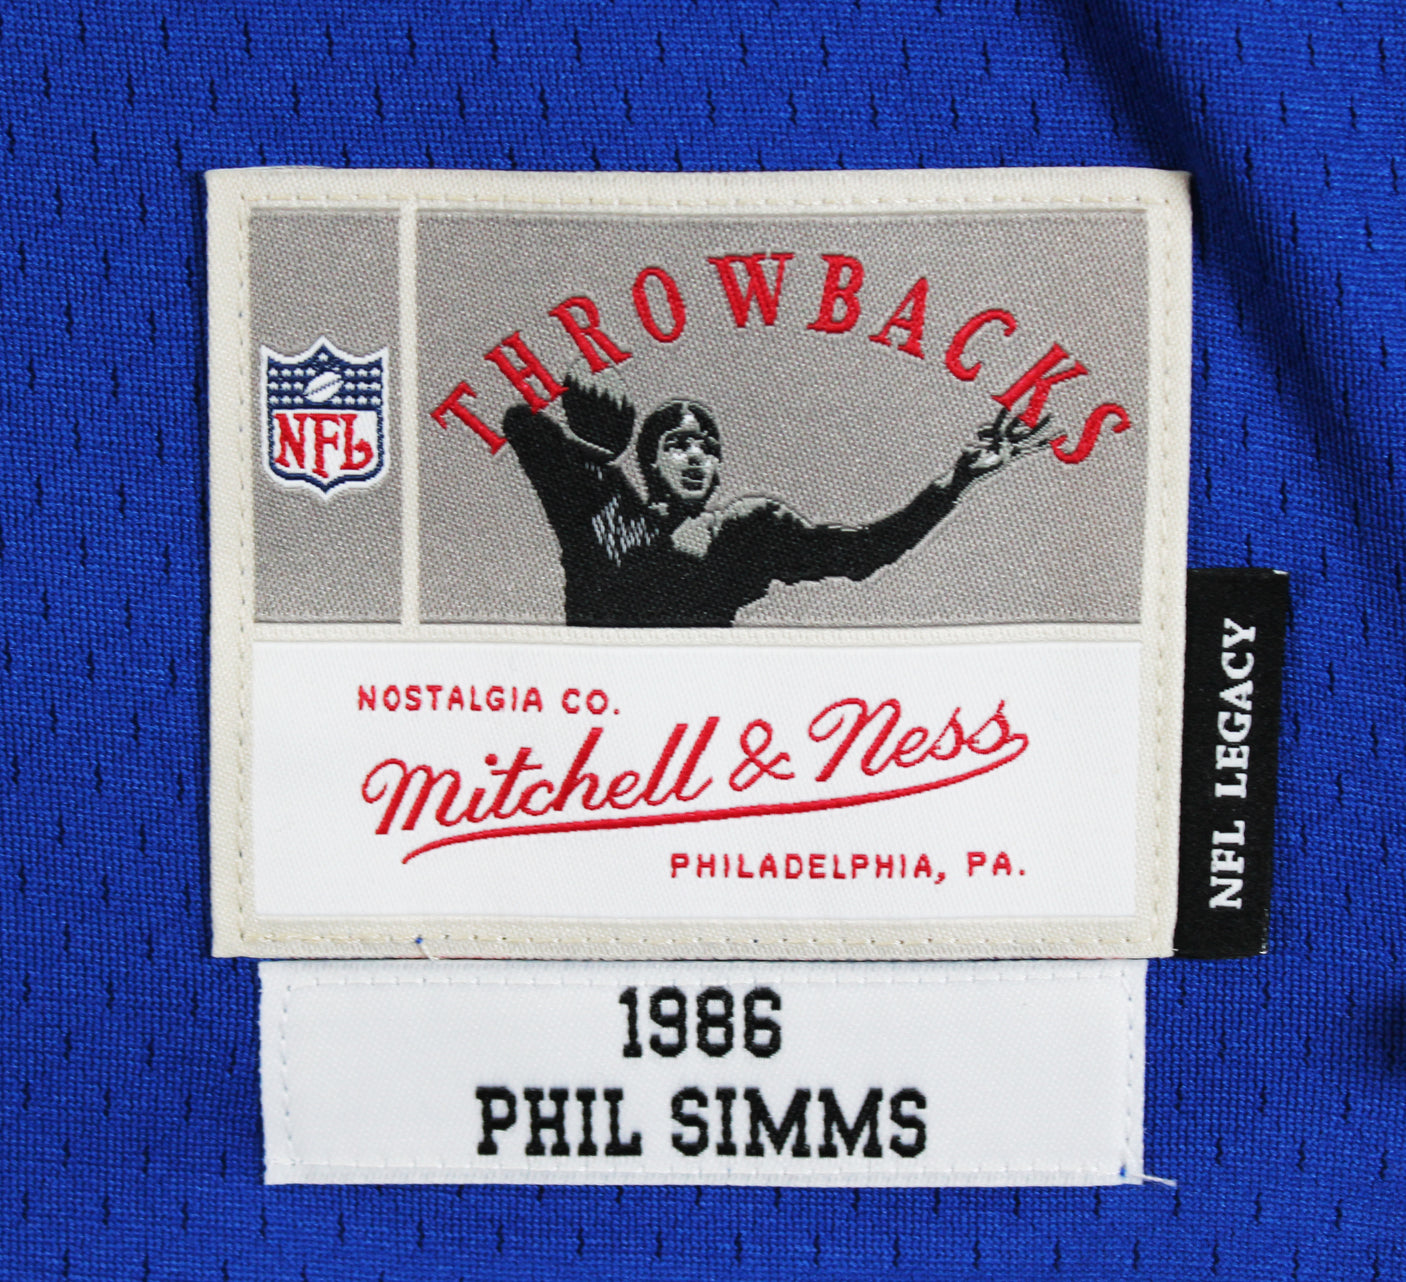 THROWBACKS
NFL
NOSTALGIA CO.
Mitchell & Ness
PHILADELPHIA, PA.
NFL LEGACY
1986
PHIL SIMMS